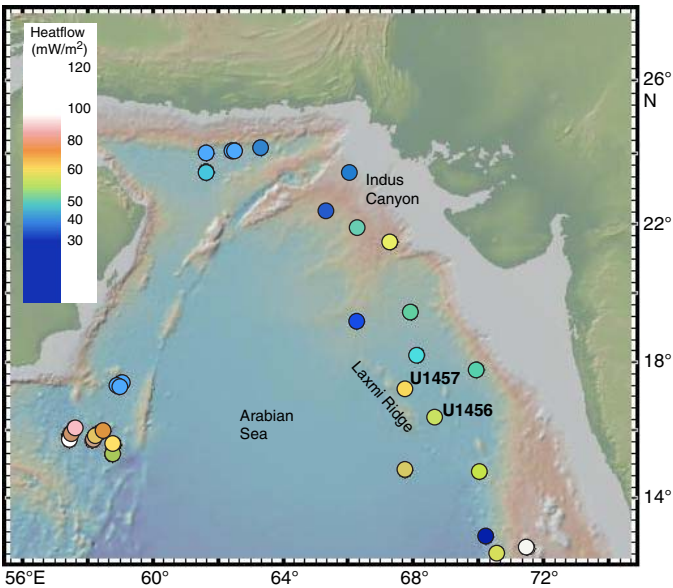 Heatflow
(mW/m²)
120
100
80
60
50
40
30
26°
N
Indus
Canyon
22°
18°
U1457
Laxmi Ridge
U1456
Arabian
Sea
14°
56°E
60°
64°
68°
72°